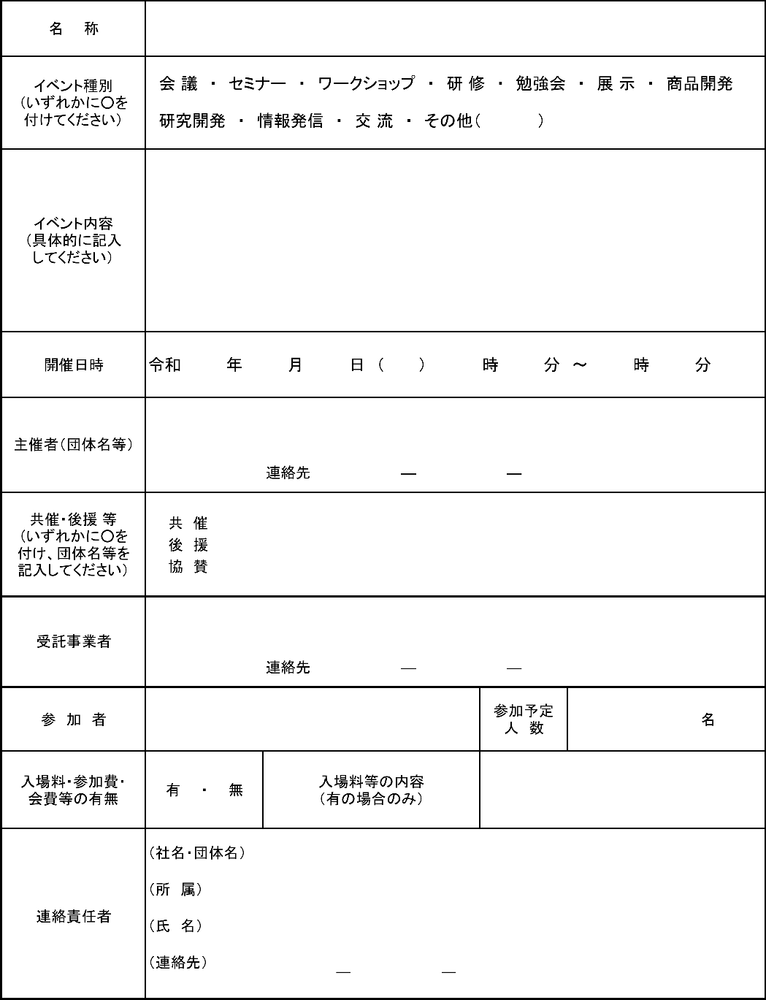 名 称
イベント種別
（いずれかに○を
付けてください）
会 議 ・ セミナー ・ ワークショップ ・ 研 修 ・ 勉強会 ・ 展 示 ・ 商品開発
研究開発 ・ 情報発信 ・ 交 流 ・ その他（ ）
イベント内容
（具体的に記入
してください）
開催日時
令和 年 月 日 （ ） 時 分 ～ 時 分
主催者（団体名等）
連絡先 ― ―
共催・後援 等
（いずれかに○を
付け、団体名等を
記入してください）
共 催
後 援
協 賛
受託事業者
連絡先 ― ―
参 加 者
参加予定
人 数
名
入場料・参加費・
会費等の有無
有 ・ 無
入場料等の内容
（有の場合のみ）
連絡責任者
（社名・団体名）
（所 属）
（氏 名）
（連絡先）
― ―